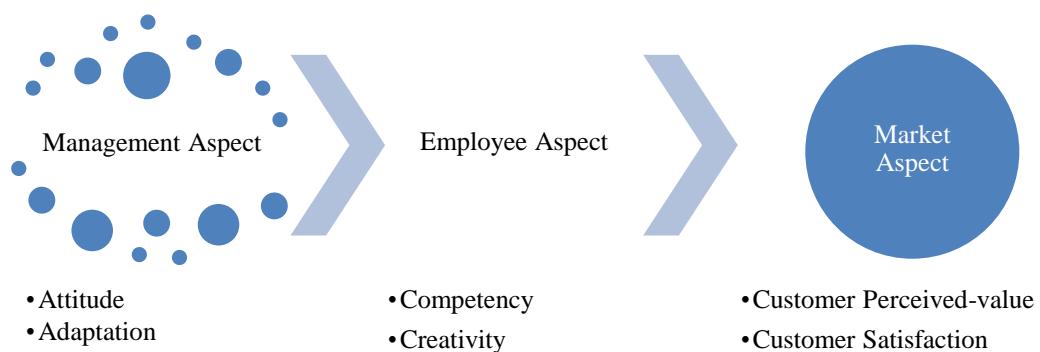 Management Aspect
Employee Aspect
Market
Aspect
•Attitude
•Adaptation
•Competency
•Creativity
•Customer Perceived-value
•Customer Satisfaction